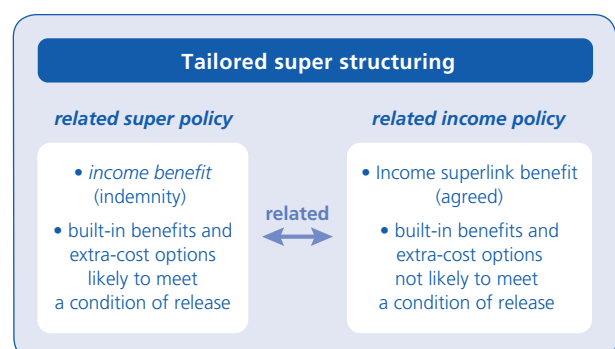 Tailored super structuring
related super policy
• income benefit
(indemnity)
• built-in benefits and
extra-cost options
likely to meet
a condition of release
related
related income policy
• Income superlink benefit
(agreed)
• built-in benefits and
extra-cost options
not likely to meet
a condition of release